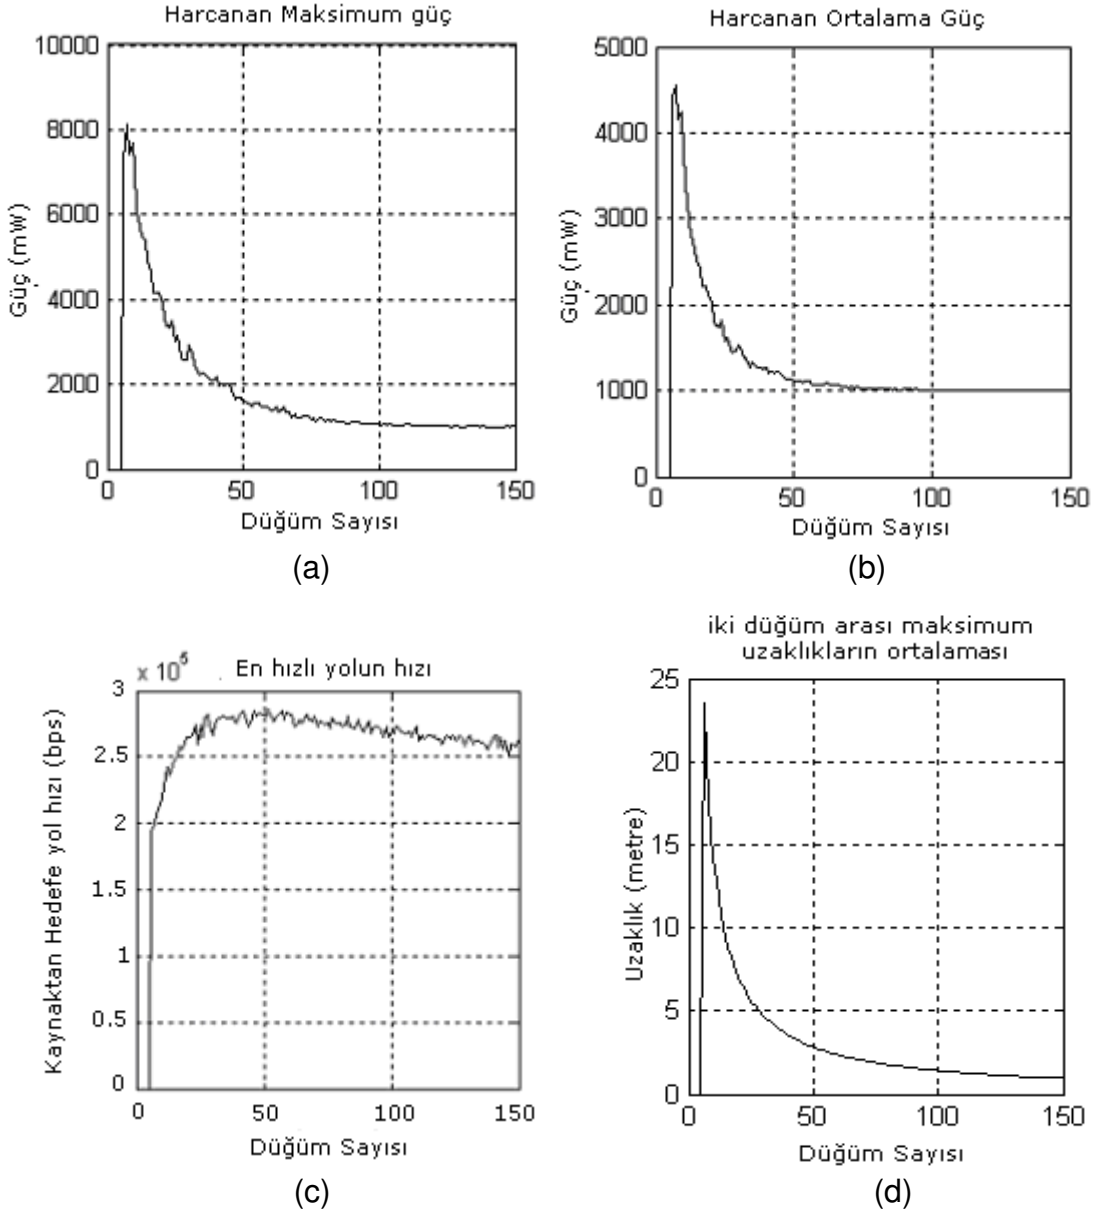 Harcanan Maksimum güç
10000
8000
6000
4000
2000
0
Güç (mW)
0 50 100 150
Düğüm Sayısı
(a)
Harcanan Ortalama Güç
5000
4000
3000
2000
1000
0
Güç (mW)
0 50 100 150
Düğüm Sayısı
(b)
x 10^5
En hızlı yolun hızı
3
2.5
2
1.5
1
0.5
0
Kaynaktan Hedefe yol hızı (bps)
0 50 100 150
Düğüm Sayısı
(c)
iki düğüm arası maksimum
uzaklıkların ortalaması
25
20
15
10
5
0
Uzaklık (metre)
0 50 100 150
Düğüm Sayısı
(d)